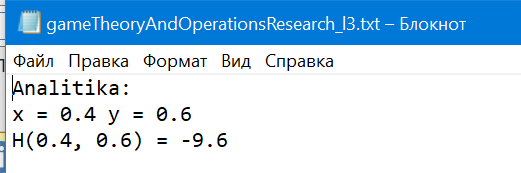 gameTheoryAndOperationsResearch_l3.txt – Блокнот
Файл Правка Формат Вид Справка
Analitika:
x = 0.4 y = 0.6
H(0.4, 0.6) = -9.6